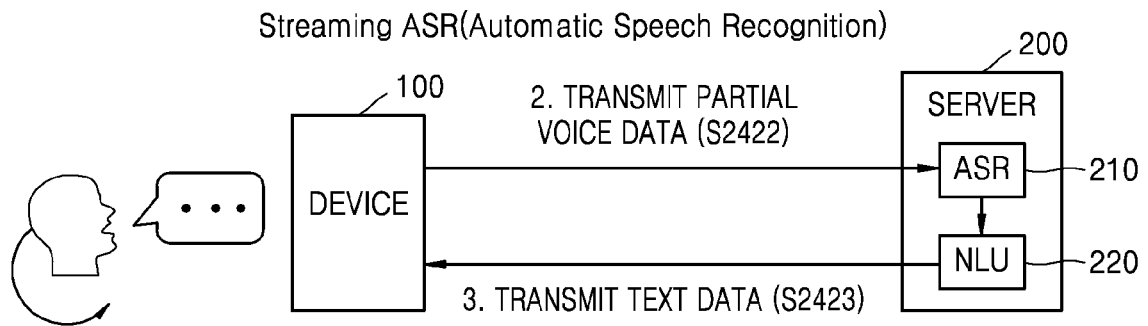 Streaming ASR(Automatic Speech Recognition)
200
100
2. TRANSMIT PARTIAL
VOICE DATA (S2422)
SERVER
ASR
210
DEVICE
NLU
220
3. TRANSMIT TEXT DATA (S2423)